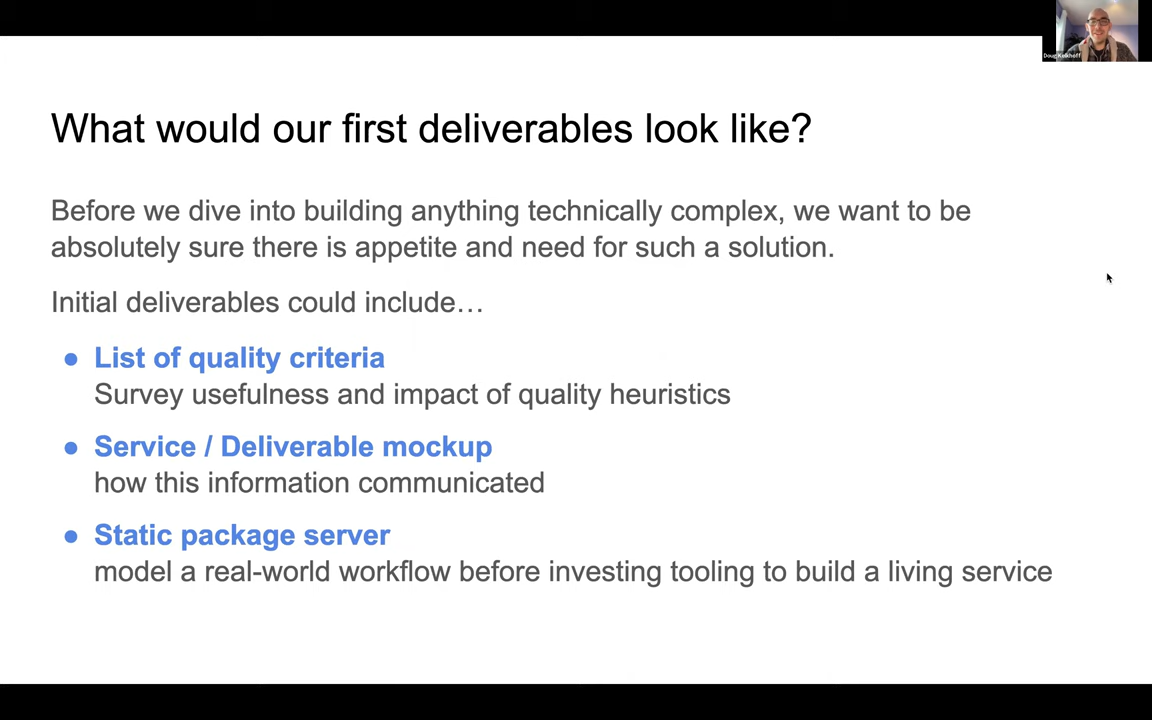 Doug Kelkhoff
What would our first deliverables look like?
Before we dive into building anything technically complex, we want to be
absolutely sure there is appetite and need for such a solution.
Initial deliverables could include…
● List of quality criteria
Survey usefulness and impact of quality heuristics
● Service / Deliverable mockup
how this information communicated
● Static package server
model a real-world workflow before investing tooling to build a living service